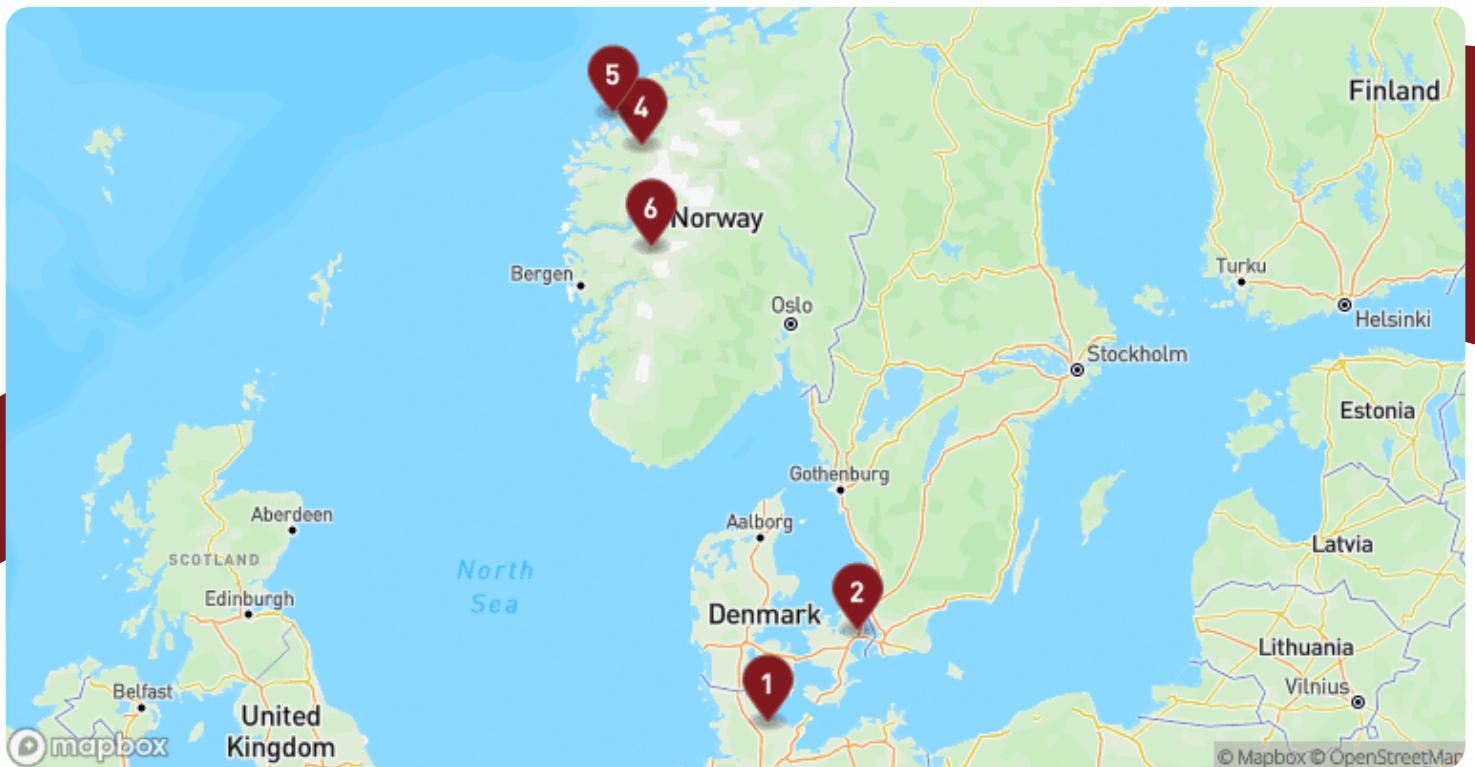 5
4
Finland
6
Norway
Bergen
Turku
Oslo
Helsinki
Stockholm
Estonia
Gothenburg
Aberdeen
Aalborg
SCOTLAND
Latvia
North
Sea
Edinburgh
2
Denmark
Lithuania
1
Vilnius
Belfast
United
Kingdom
mapbox
© Mapbox © OpenStreetMap